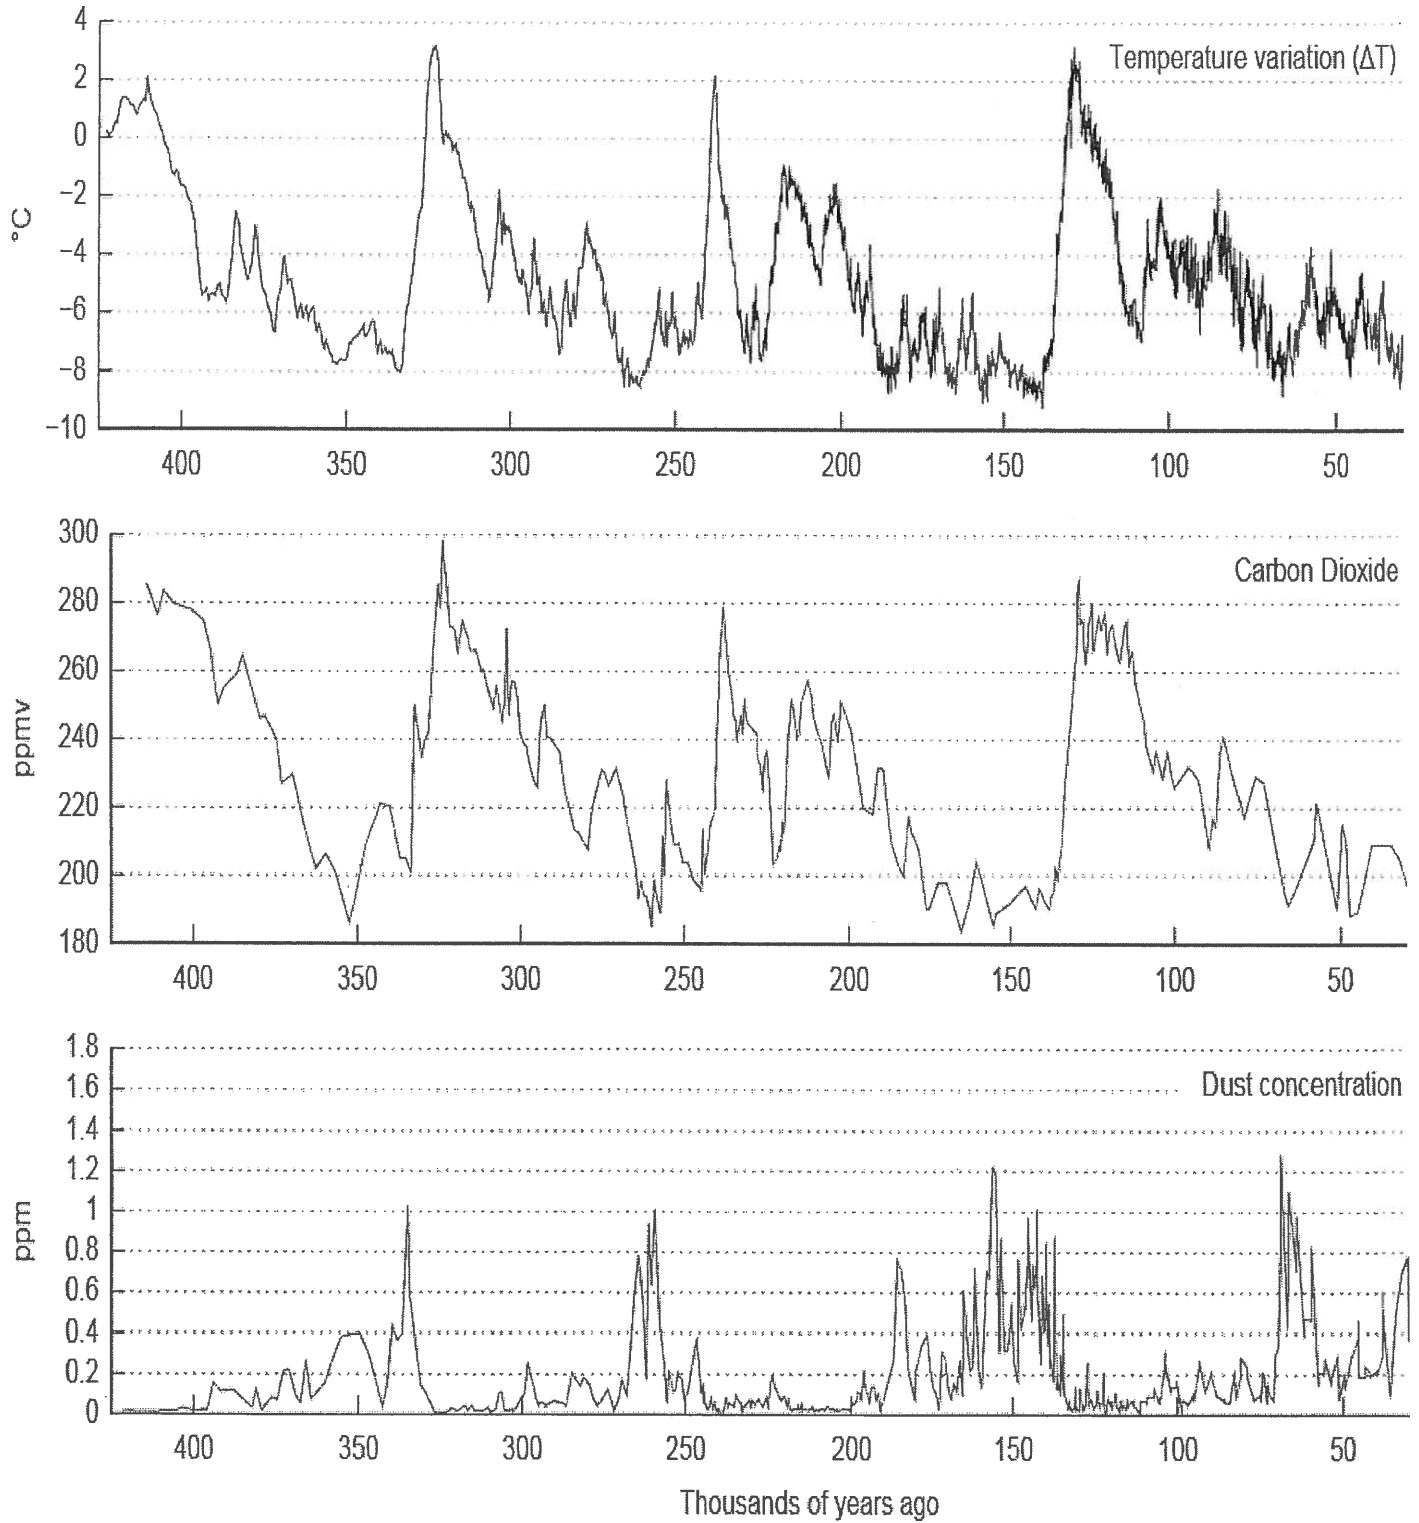 4
2
0
−2
−4
−6
−8
−10
°C
Temperature variation (ΔT)
400 350 300 250 200 150 100 50
300
280
260
240
220
200
180
ppmv
Carbon Dioxide
400 350 300 250 200 150 100 50
1.8
1.6
1.4
1.2
1
0.8
0.6
0.4
0.2
0
ppm
Dust concentration
400 350 300 250 200 150 100 50
Thousands of years ago